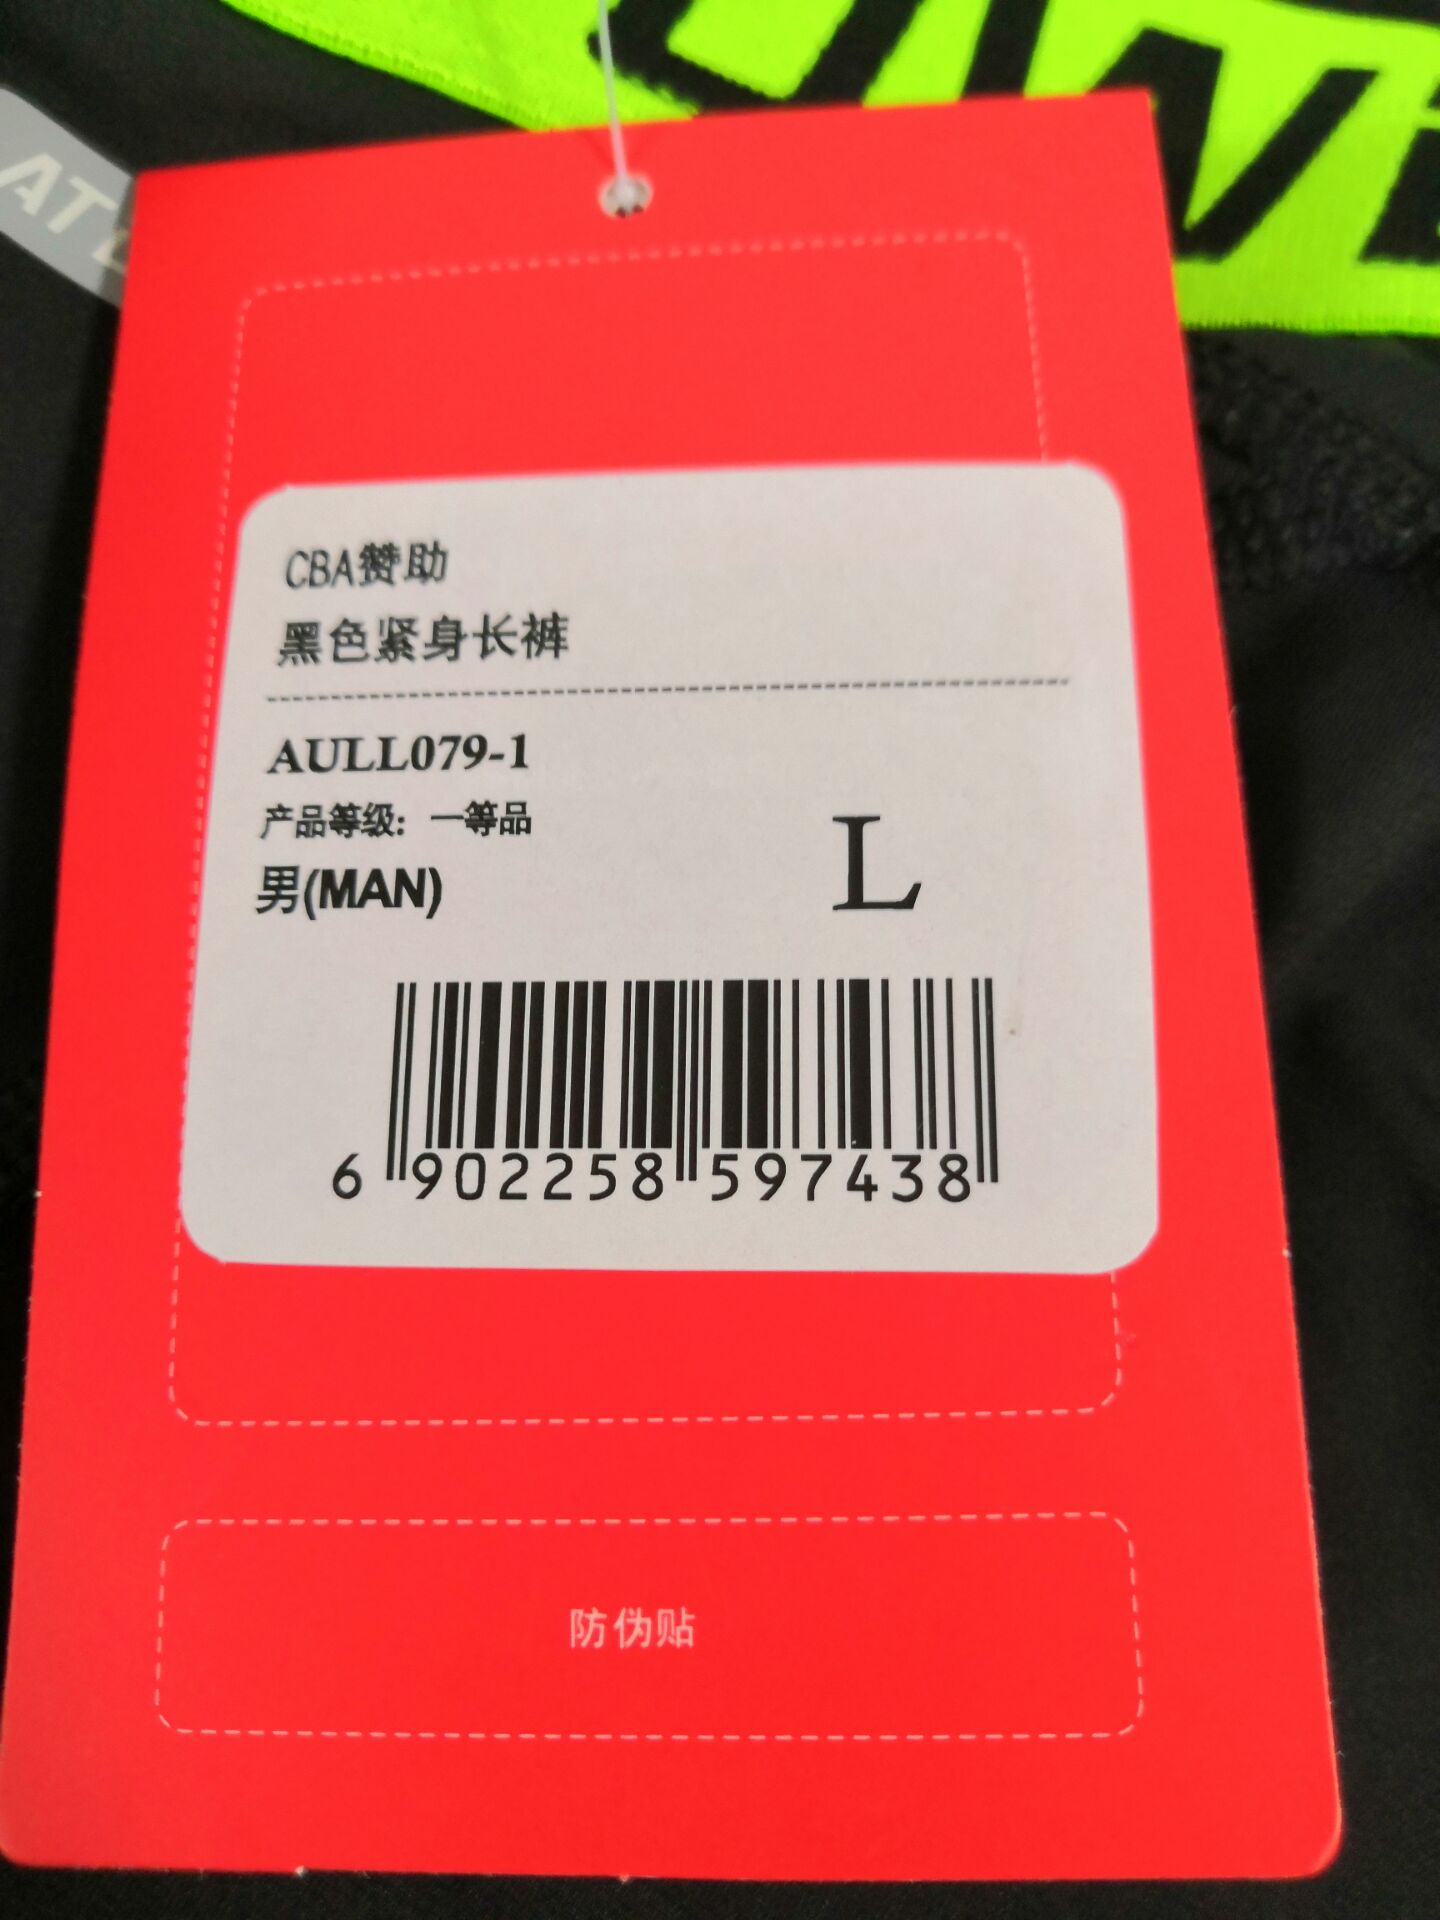 CBA赞助
黑色紧身长裤
AULL079-1
产品等级: 一等品
男(MAN)
L
6 902258 597438
防伪贴